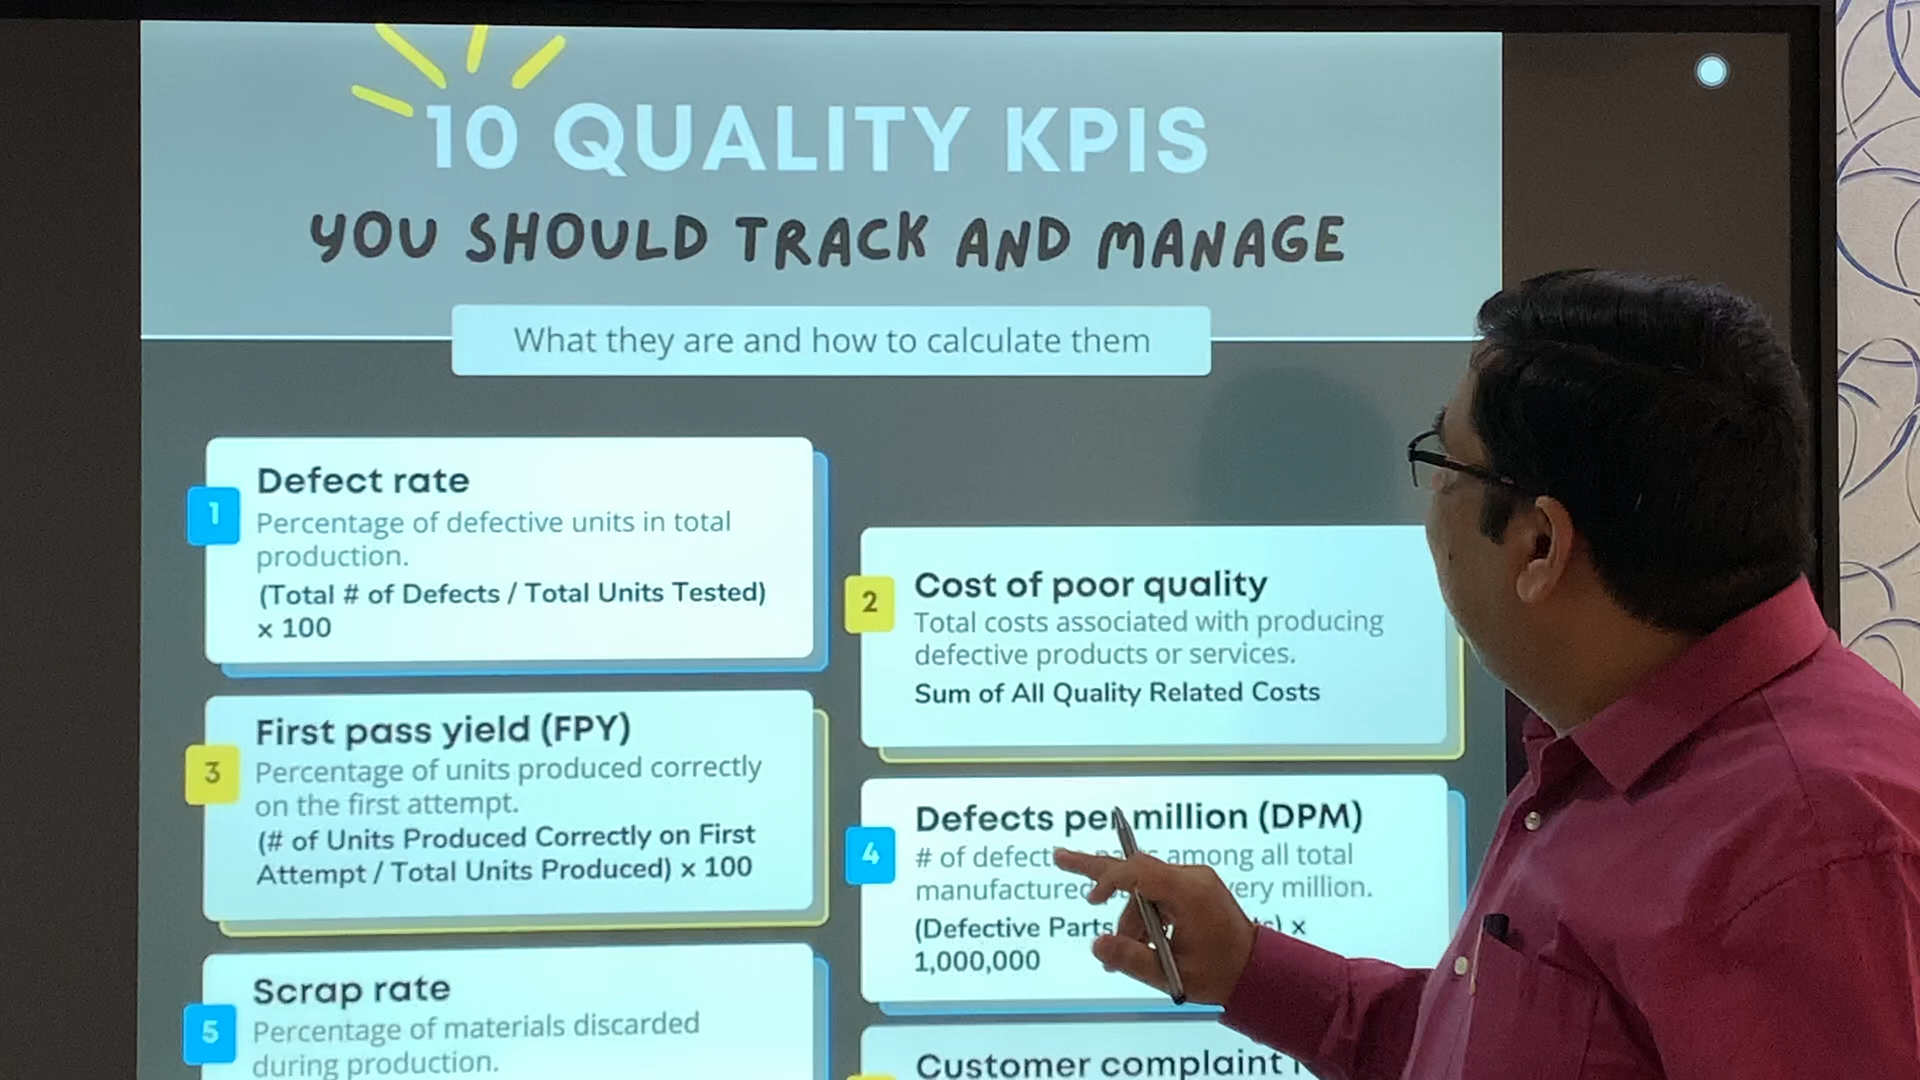 10 QUALITY KPIS
YOU SHOULD TRACK AND MANAGE
What they are and how to calculate them
1
Defect rate
Percentage of defective units in total
production.
(Total # of Defects / Total Units Tested)
x 100
2
Cost of poor quality
Total costs associated with producing
defective products or services.
Sum of All Quality Related Costs
3
First pass yield (FPY)
Percentage of units produced correctly
on the first attempt.
(# of Units Produced Correctly on First
Attempt / Total Units Produced) x 100
4
Defects per million (DPM)
# of among all total
manufactured million.
(Defective Parts x
1,000,000
5
Scrap rate
Percentage of materials discarded
during production.
Customer complaint